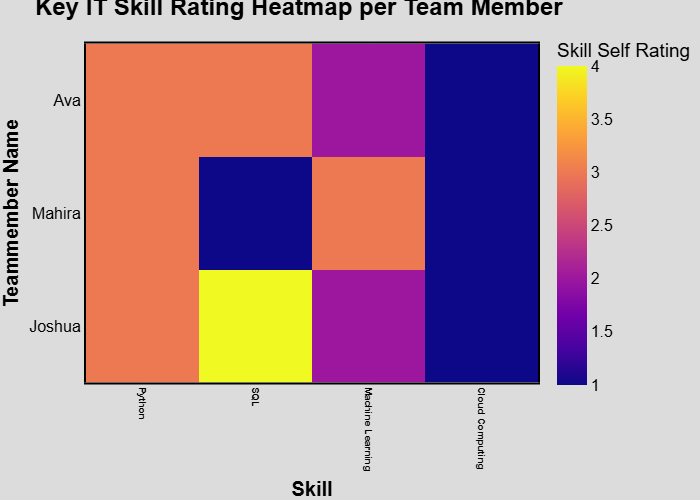 Key IT Skill Rating Heatmap per Team Member
Skill Self Rating
4
3.5
3
2.5
2
1.5
1
Teammember Name
Ava
Mahira
Joshua
Python
SQL
Machine Learning
Cloud Computing
Skill